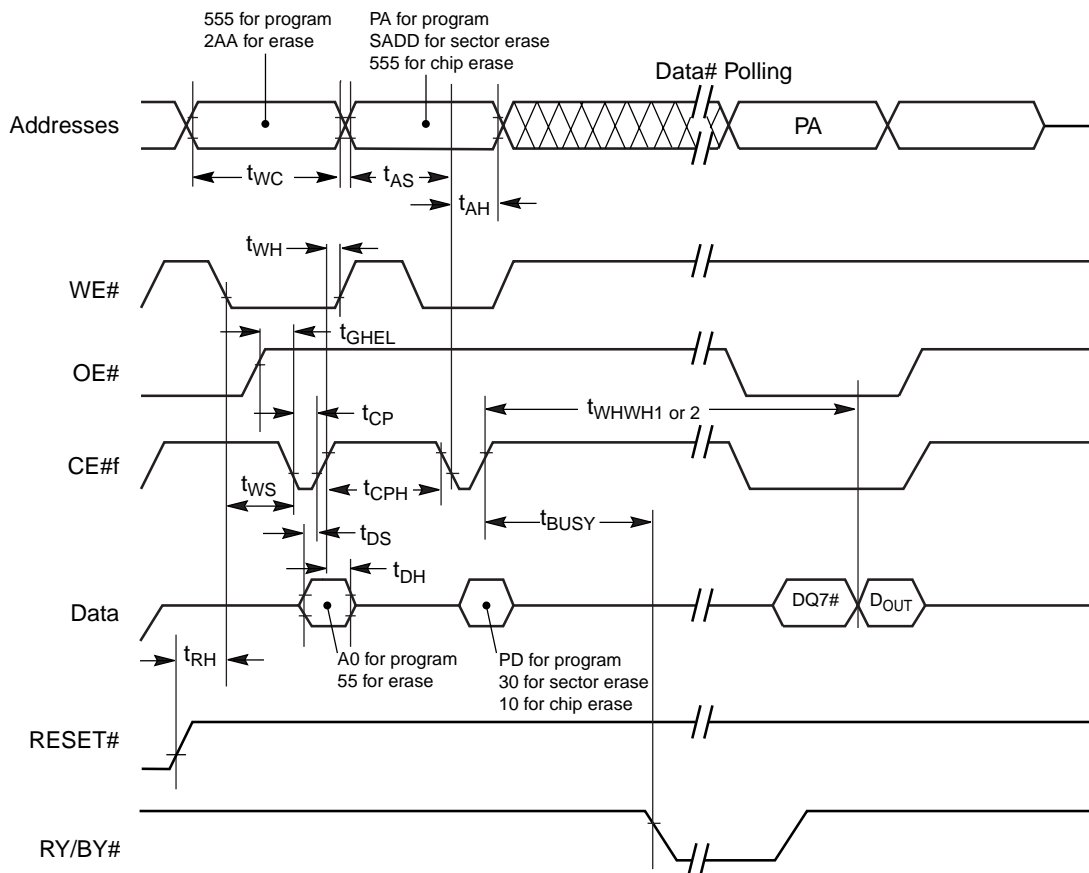 555 for program
2AA for erase
PA for program
SADD for sector erase
555 for chip erase
Data# Polling
Addresses
PA
tWC
tAS
tAH
tWH
WE#
tGHEL
OE#
tWHWH1 or 2
tCP
CE#f
tWS
tCPH
tBUSY
tDS
tDH
Data
DQ7#
DOUT
tRH
A0 for program
55 for erase
PD for program
30 for sector erase
10 for chip erase
RESET#
RY/BY#